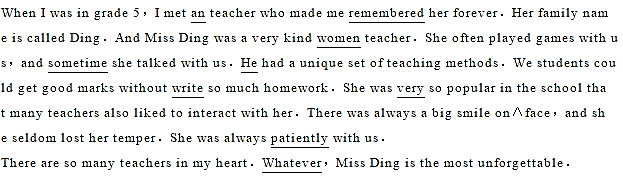 When I was in grade 5, I met an teacher who made me remembered her forever. Her family nam
e is called Ding. And Miss Ding was a very kind women teacher. She often played games with u
s, and sometime she talked with us. He had a unique set of teaching methods. We students cou
ld get good marks without write so much homework. She was very so popular in the school tha
t many teachers also liked to interact with her. There was always a big smile on∧face, and sh
e seldom lost her temper. She was always patiently with us.
There are so many teachers in my heart. Whatever, Miss Ding is the most unforgettable.